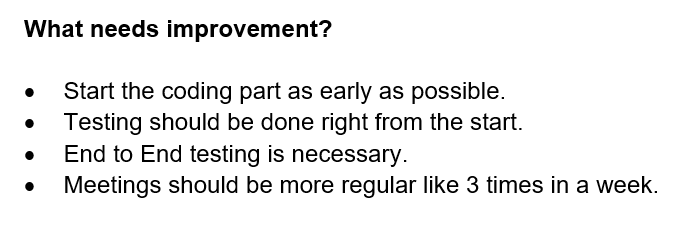 What needs improvement?
• Start the coding part as early as possible.
• Testing should be done right from the start.
• End to End testing is necessary.
• Meetings should be more regular like 3 times in a week.